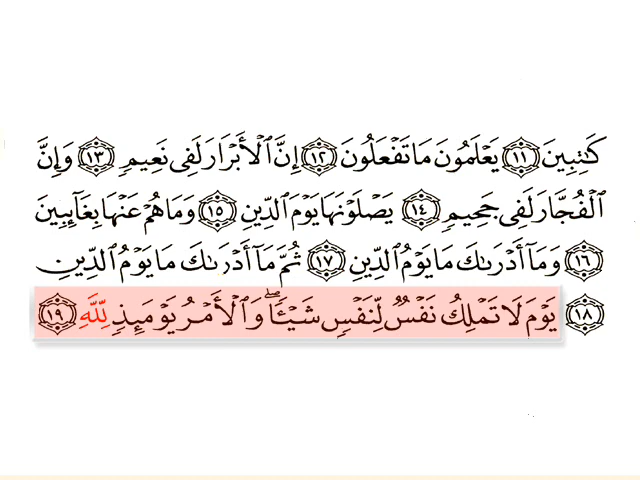 كَٰتِبِينَ ١١ يَعۡلَمُونَ مَا تَفۡعَلُونَ ١٢ إِنَّ ٱلۡأَبۡرَارَ لَفِي نَعِيمٖ ١٣ وَإِنَّ
ٱلۡفُجَّارَ لَفِي جَحِيمٖ ١٤ يَصۡلَوۡنَهَا يَوۡمَ ٱلدِّينِ ١٥ وَمَا هُمۡ عَنۡهَا بِغَآئِبِينَ
١٦ وَمَآ أَدۡرَىٰكَ مَا يَوۡمُ ٱلدِّينِ ١٧ ثُمَّ مَآ أَدۡرَىٰكَ مَا يَوۡمُ ٱلدِّينِ
١٨ يَوۡمَ لَا تَمۡلِكُ نَفۡسٞ لِّنَفۡسٖ شَيۡـٔٗاۖ وَٱلۡأَمۡرُ يَوۡمَئِذٖ لِّلَّهِ ١٩